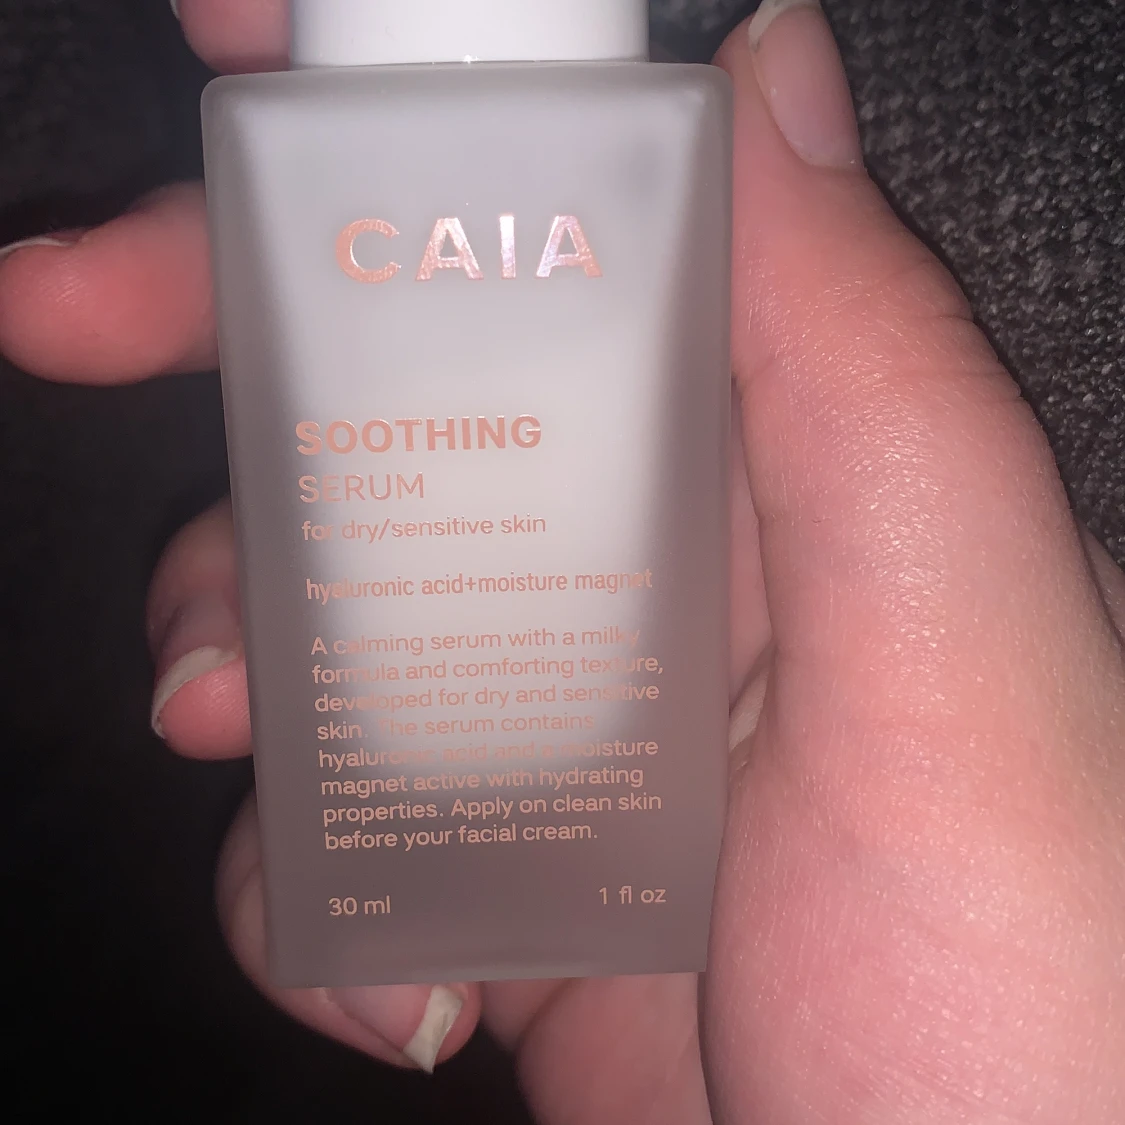 CAIA
SOOTHING
SERUM
for dry/sensitive skin
hyaluronic acid+moisture magnet
A calming serum with a milky
formula and comforting texture,
developed for dry and sensitive
skin. The serum contains
hyaluronic acid and a moisture
magnet active with hydrating
properties. Apply on clean skin
before your facial cream.
30 ml 1 fl oz